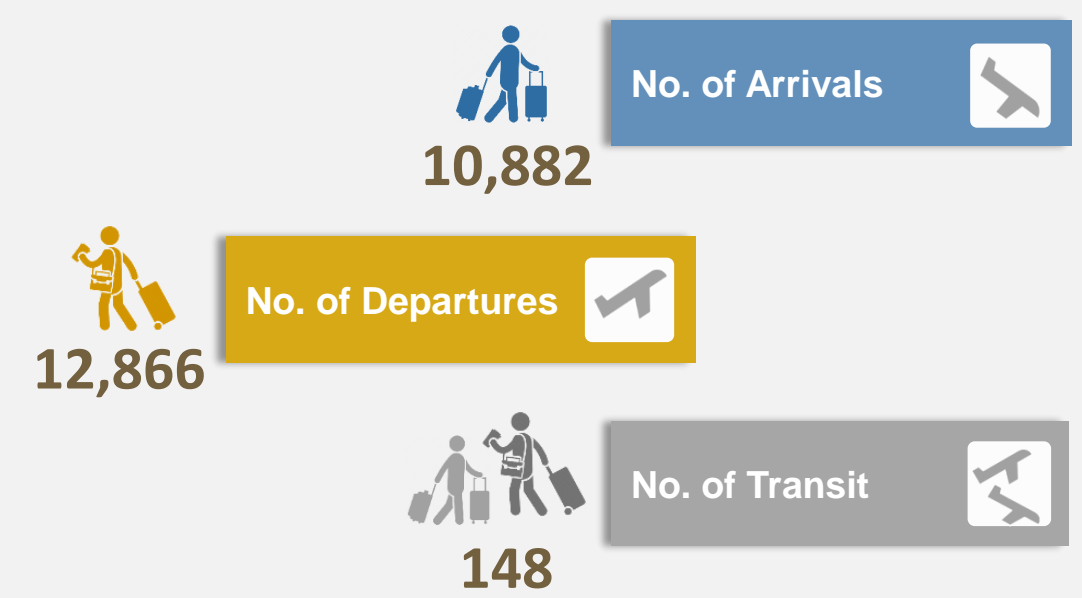 No. of Arrivals
10,882
No. of Departures
12,866
No. of Transit
148